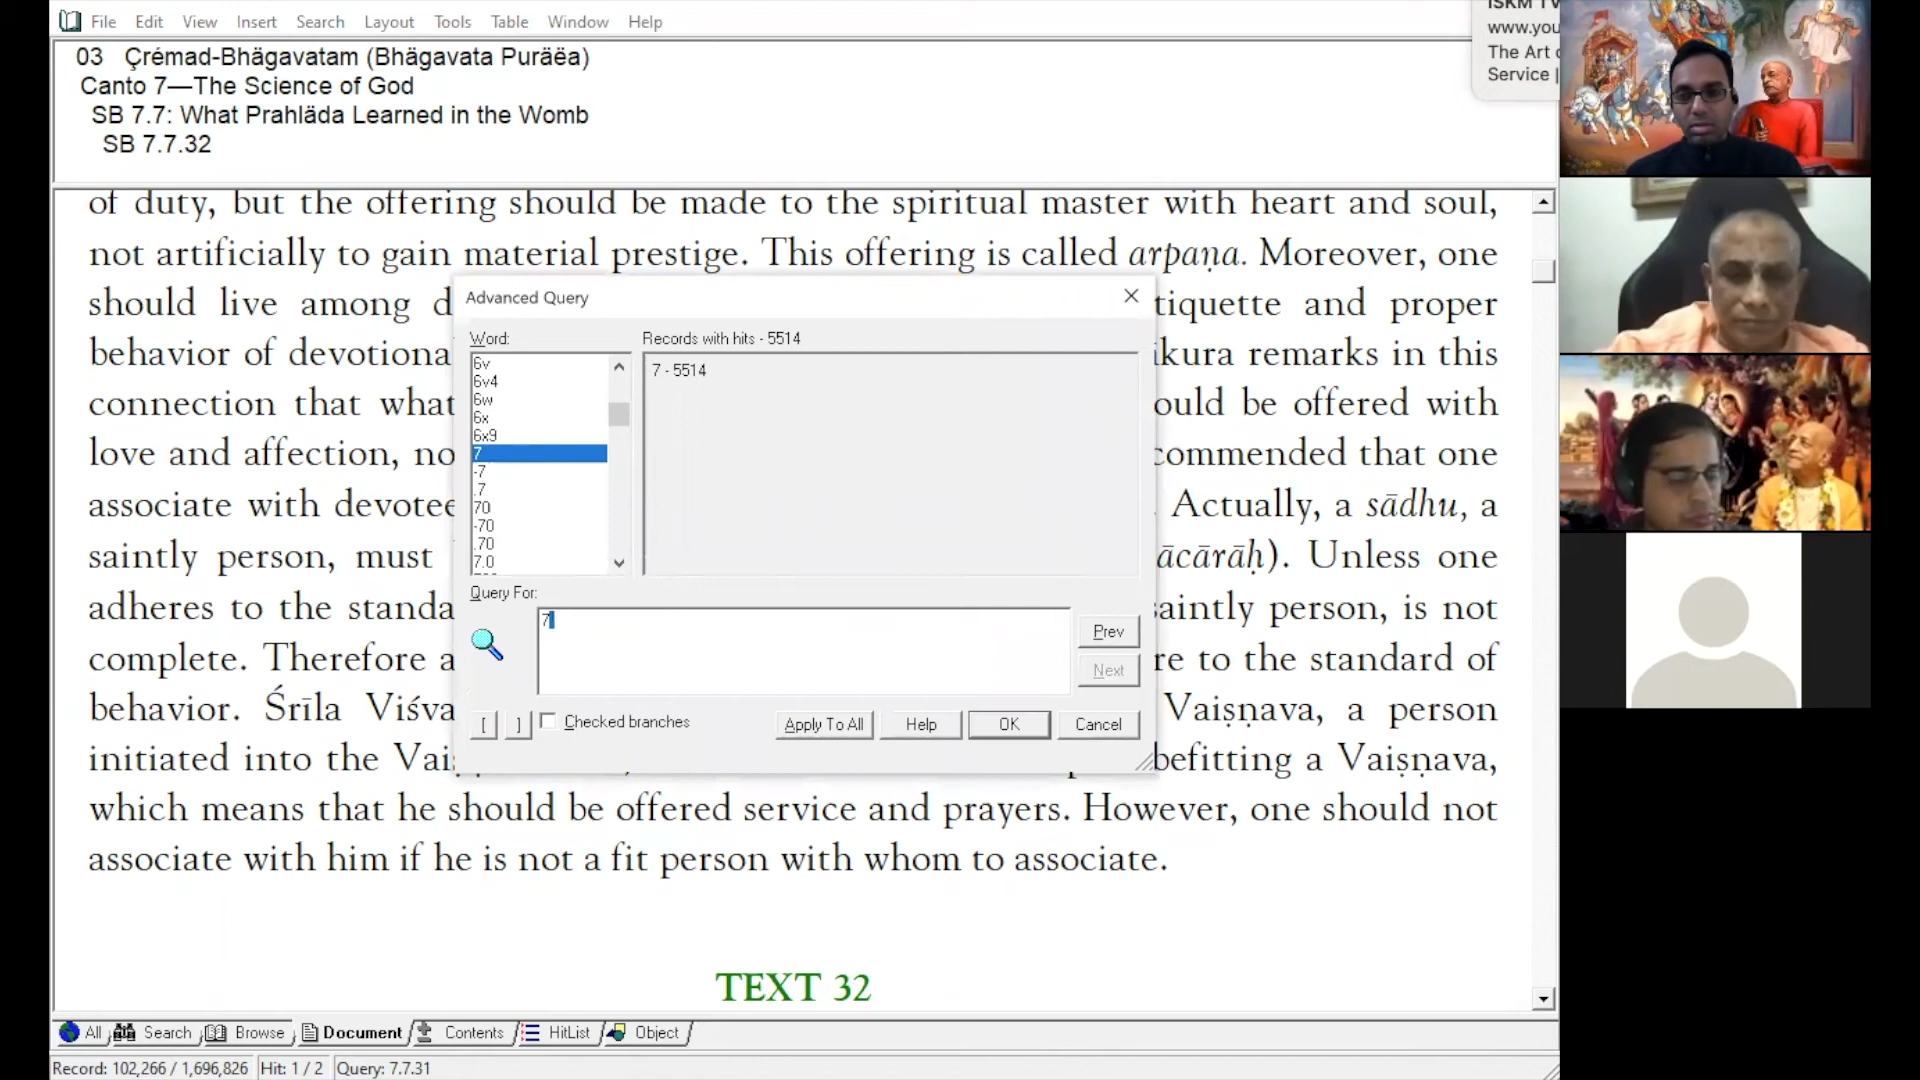 File Edit View Insert Search Layout Tools Table Window Help
ISKM TV
www.you
The Art o
Service |
03 Çrémad-Bhägavatam (Bhägavata Puräëa)
Canto 7—The Science of God
SB 7.7: What Prahläda Learned in the Womb
SB 7.7.32
of duty, but the offering should be made to the spiritual master with heart and soul,
not artificially to gain material prestige. This offering is called arpaṇa. Moreover, one
should live among d tiquette and proper
behavior of devotiona ikura remarks in this
connection that what ould be offered with
love and affection, no commended that one
associate with devotee . Actually, a sādhu, a
saintly person, must ācārāḥ). Unless one
adheres to the standa saintly person, is not
complete. Therefore a re to the standard of
behavior. Śrīla Viśva Vaiṣṇava, a person
initiated into the Vai befitting a Vaiṣṇava,
which means that he should be offered service and prayers. However, one should not
associate with him if he is not a fit person with whom to associate.
TEXT 32
Advanced Query
Word:
6v
6v4
6w
6x
6x9
7
-7
.7
70
-70
.70
7.0
Records with hits - 5514
7 - 5514
Query For:
7
Prev
Next
[ ] Checked branches Apply To All Help OK Cancel
All Search Browse Document Contents HitList Object
Record: 102,266 / 1,696,826 Hit: 1 / 2 Query: 7.7.31